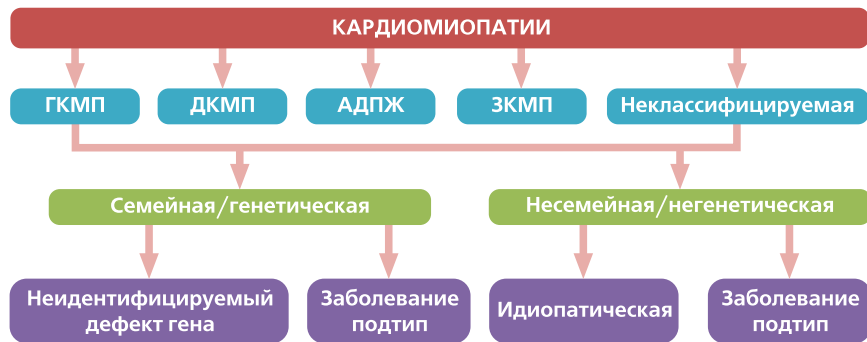 КАРДИОМИОПАТИИ
ГКМП
ДКМП
АДПЖ
ЗКМП
Неклассифицируемая
Семейная/генетическая
Несемейная/негенетическая
Неидентифицируемый
дефект гена
Заболевание
подтип
Идиопатическая
Заболевание
подтип